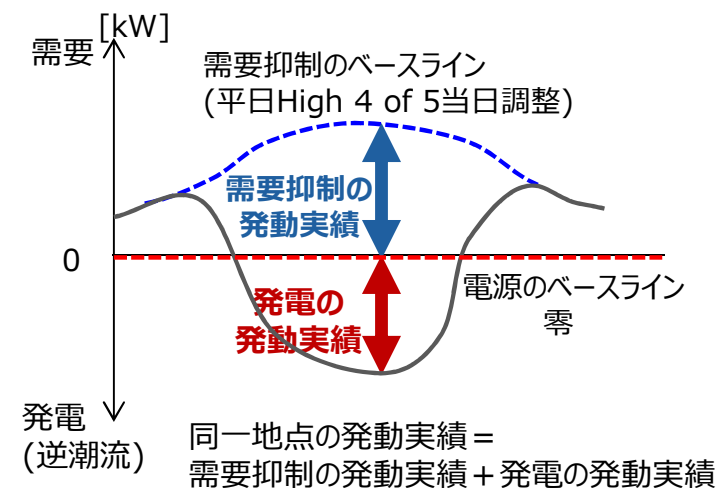 [kW]
需要
需要抑制のベースライン
(平日High 4 of 5当日調整)
需要抑制の
発動実績
0
発電の
発動実績
電源のベースライン
零
発電
(逆潮流)
同一地点の発動実績＝
需要抑制の発動実績＋発電の発動実績